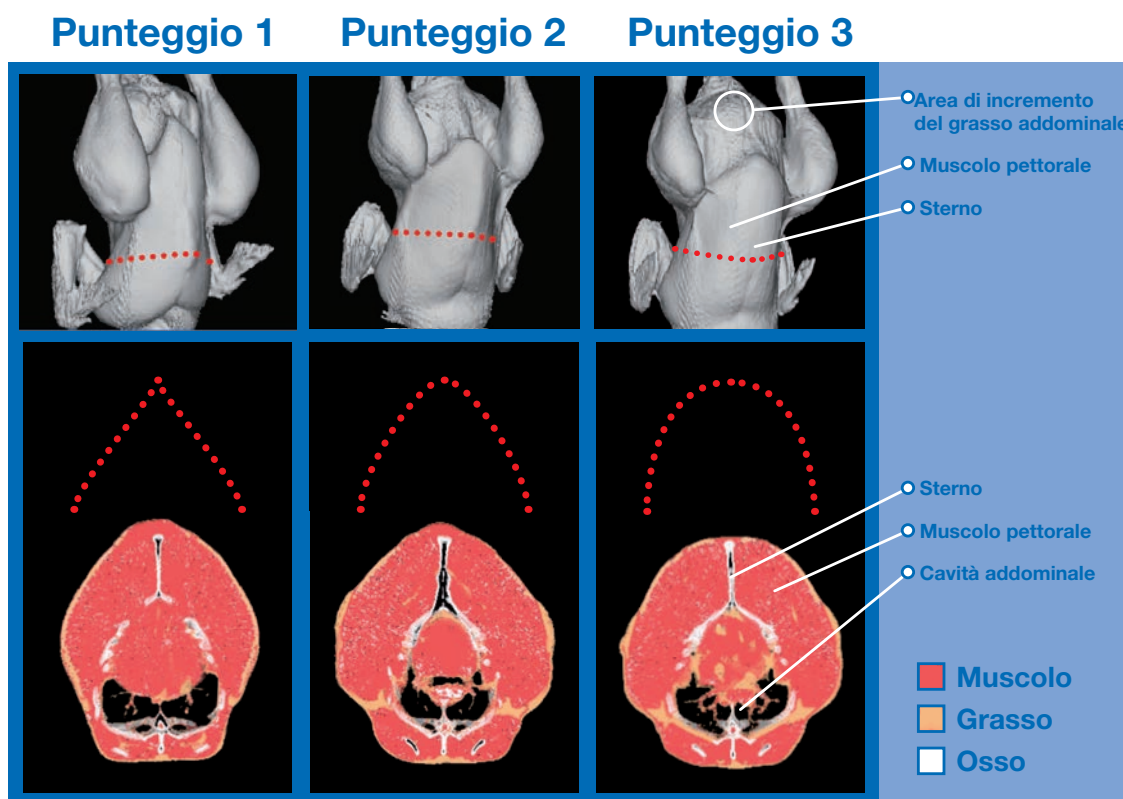 Punteggio 1
Punteggio 2
Punteggio 3
Area di incremento
del grasso addominale
Muscolo pettorale
Sterno
Sterno
Muscolo pettorale
Cavità addominale
Muscolo
Grasso
Osso